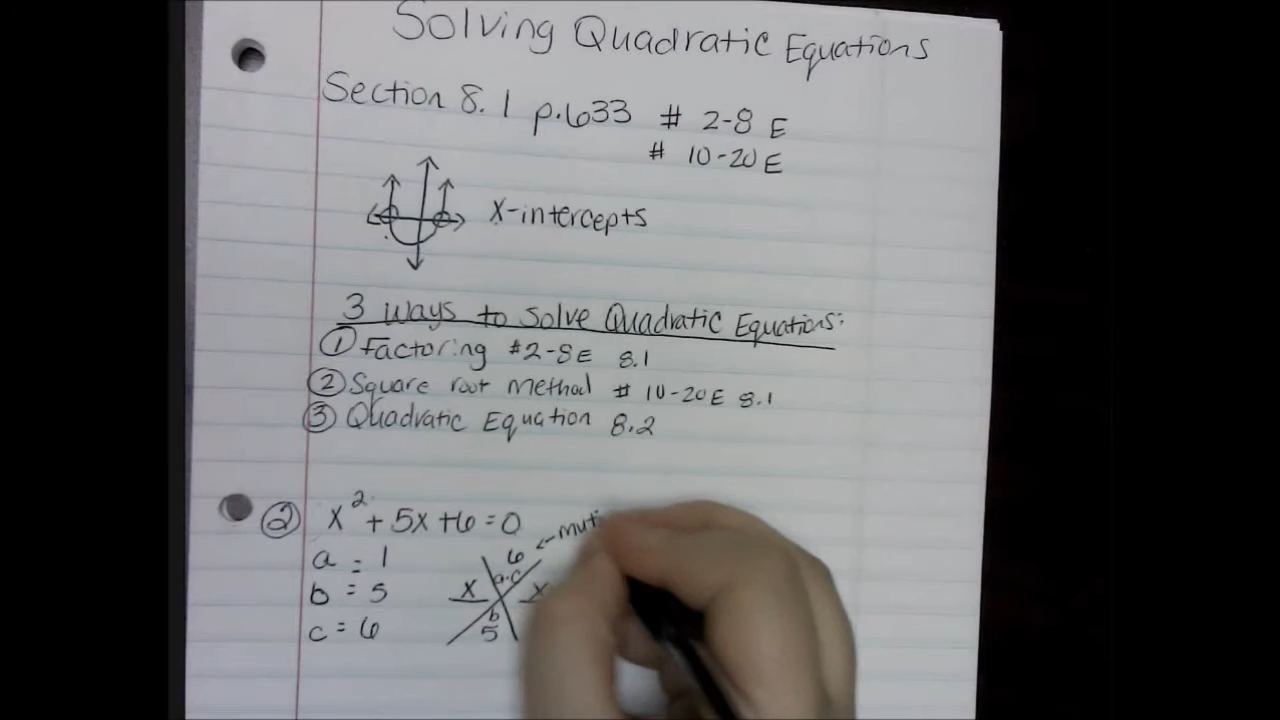 Solving Quadratic Equations
Section 8.1 p.633 # 2-8 E
# 10-20 E
x-intercepts
3 Ways to Solve Quadratic Equations:
① Factoring #2-8E 8.1
② Square root Method # 10-20E 8.1
③ Quadratic Equation 8.2
② x² + 5x + 6 = 0
a = 1
b = 5
c = 6
6
a·c
x x
b
5